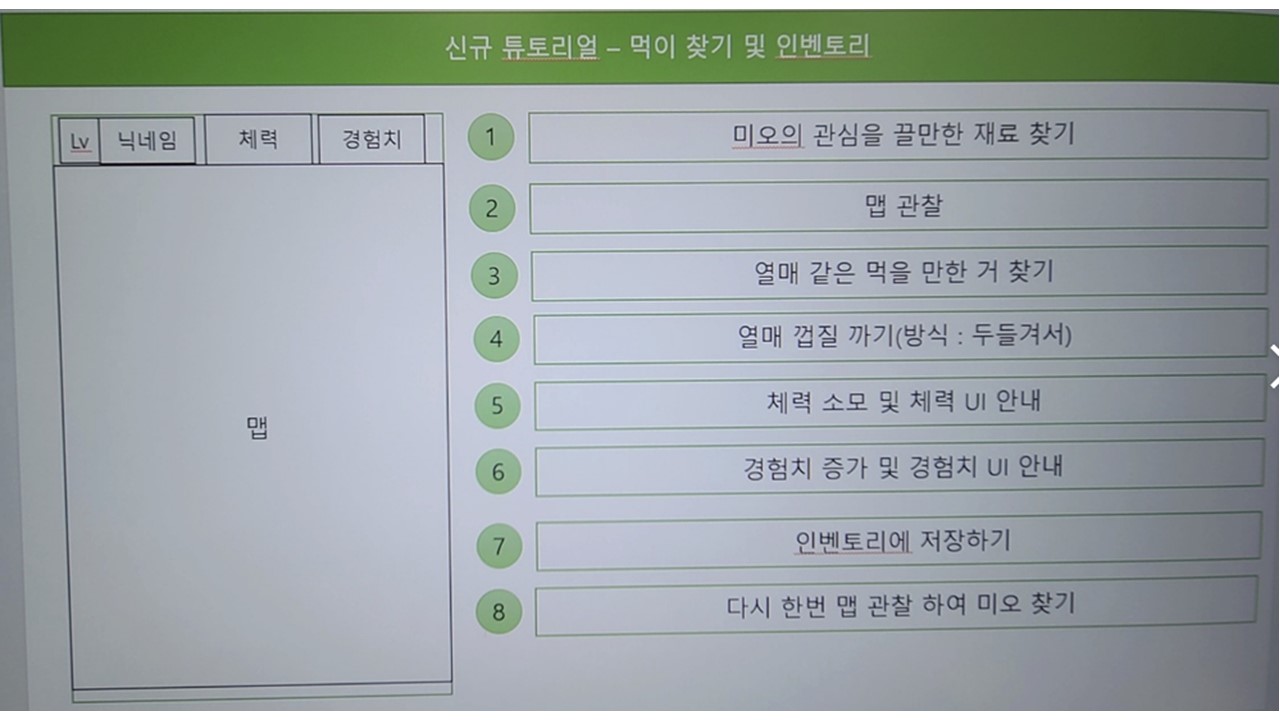 신규 튜토리얼 – 먹이 찾기 및 인벤토리
Lv 닉네임 체력 경험치
맵
1 미오의 관심을 끌만한 재료 찾기
2 맵 관찰
3 열매 같은 먹을 만한 거 찾기
4 열매 껍질 까기(방식 : 두들겨서)
5 체력 소모 및 체력 UI 안내
6 경험치 증가 및 경험치 UI 안내
7 인벤토리에 저장하기
8 다시 한번 맵 관찰 하여 미오 찾기